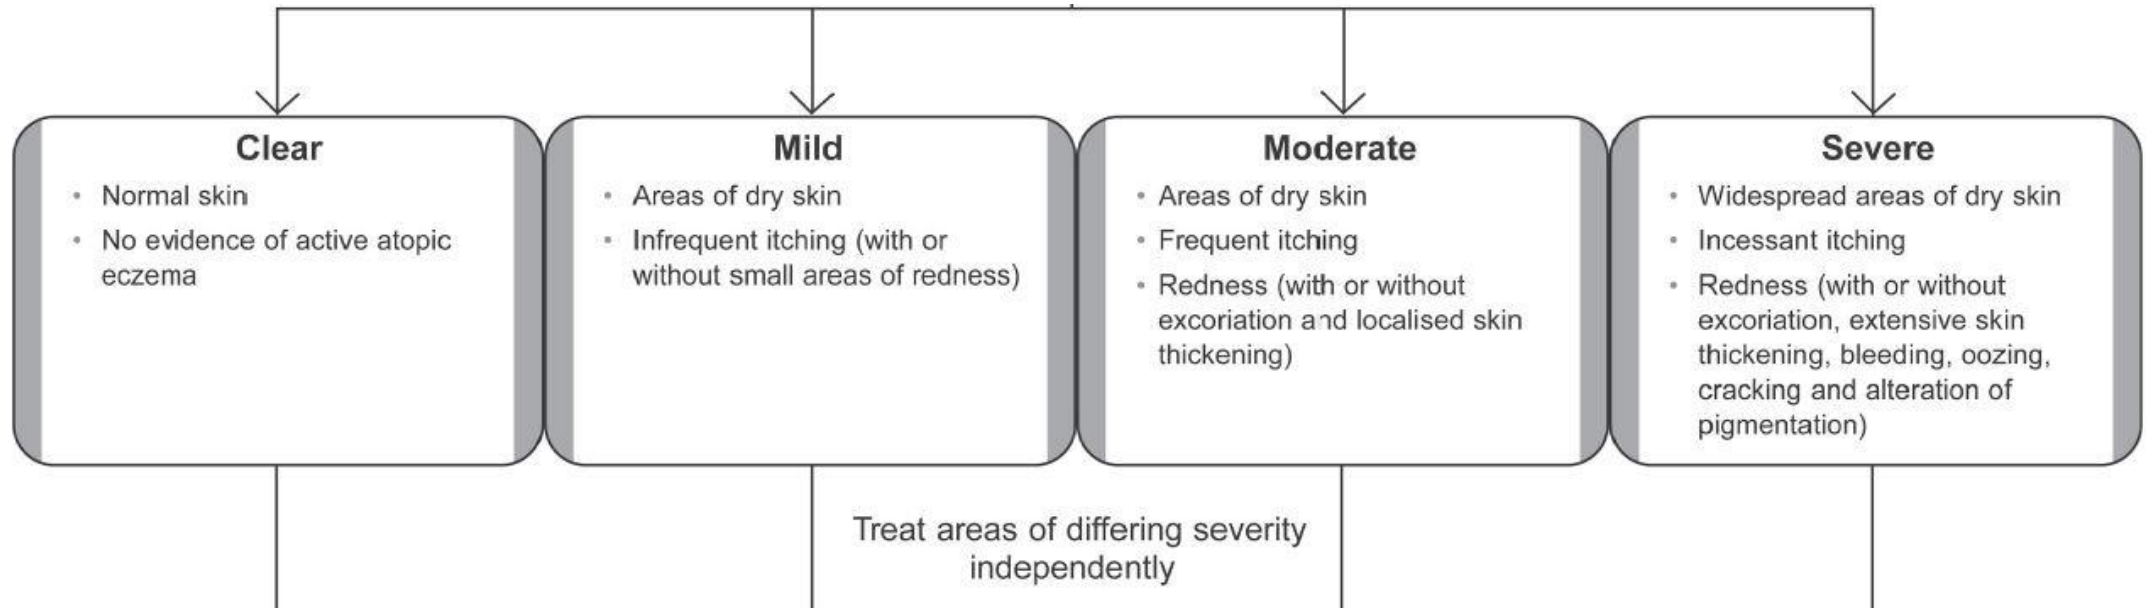 Clear
• Normal skin
• No evidence of active atopic
eczema
Mild
• Areas of dry skin
• Infrequent itching (with or
without small areas of redness)
Moderate
• Areas of dry skin
• Frequent itching
• Redness (with or without
excoriation and localised skin
thickening)
Severe
• Widespread areas of dry skin
• Incessant itching
• Redness (with or without
excoriation, extensive skin
thickening, bleeding, oozing,
cracking and alteration of
pigmentation)
Treat areas of differing severity
independently